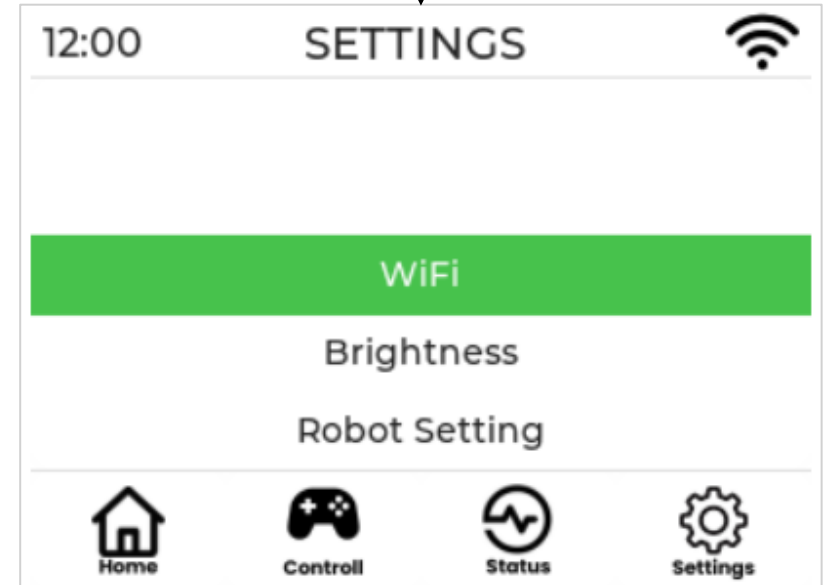 12:00 SETTINGS
WiFi
Brightness
Robot Setting
Home Controll Status Settings